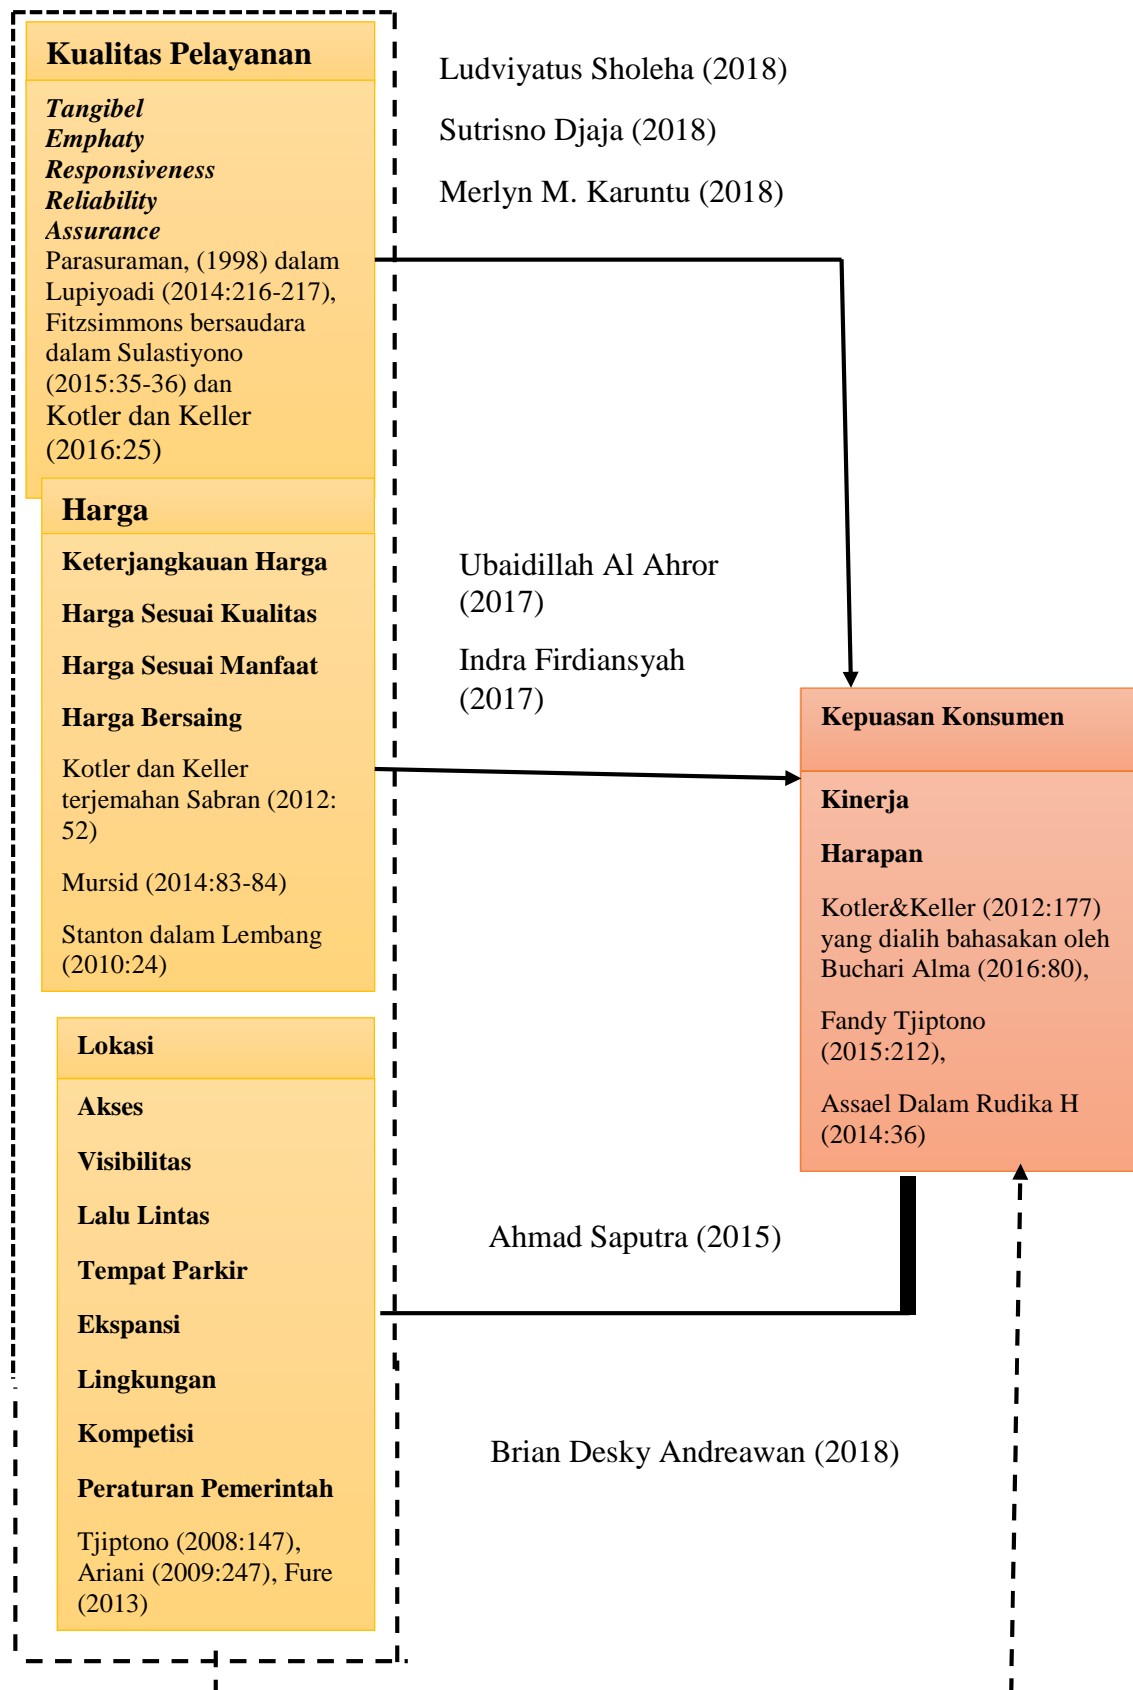 Kualitas Pelayanan
Tangibel
Emphaty
Responsiveness
Reliability
Assurance
Parasuraman, (1998) dalam
Lupiyoadi (2014:216-217),
Fitzsimmons bersaudara
dalam Sulastiyono
(2015:35-36) dan
Kotler dan Keller
(2016:25)
Ludviyatus Sholeha (2018)
Sutrisno Djaja (2018)
Merlyn M. Karuntu (2018)
Harga
Keterjangkauan Harga
Harga Sesuai Kualitas
Harga Sesuai Manfaat
Harga Bersaing
Kotler dan Keller
terjemahan Sabran (2012:
52)
Mursid (2014:83-84)
Stanton dalam Lembang
(2010:24)
Ubaidillah Al Ahror
(2017)
Indra Firdiansyah
(2017)
Kepuasan Konsumen
Kinerja
Harapan
Kotler&Keller (2012:177)
yang dialih bahasakan oleh
Buchari Alma (2016:80),
Fandy Tjiptono
(2015:212),
Assael Dalam Rudika H
(2014:36)
Lokasi
Akses
Visibilitas
Lalu Lintas
Tempat Parkir
Ekspansi
Lingkungan
Kompetisi
Peraturan Pemerintah
Tjiptono (2008:147),
Ariani (2009:247), Fure
(2013)
Ahmad Saputra (2015)
Brian Desky Andreawan (2018)